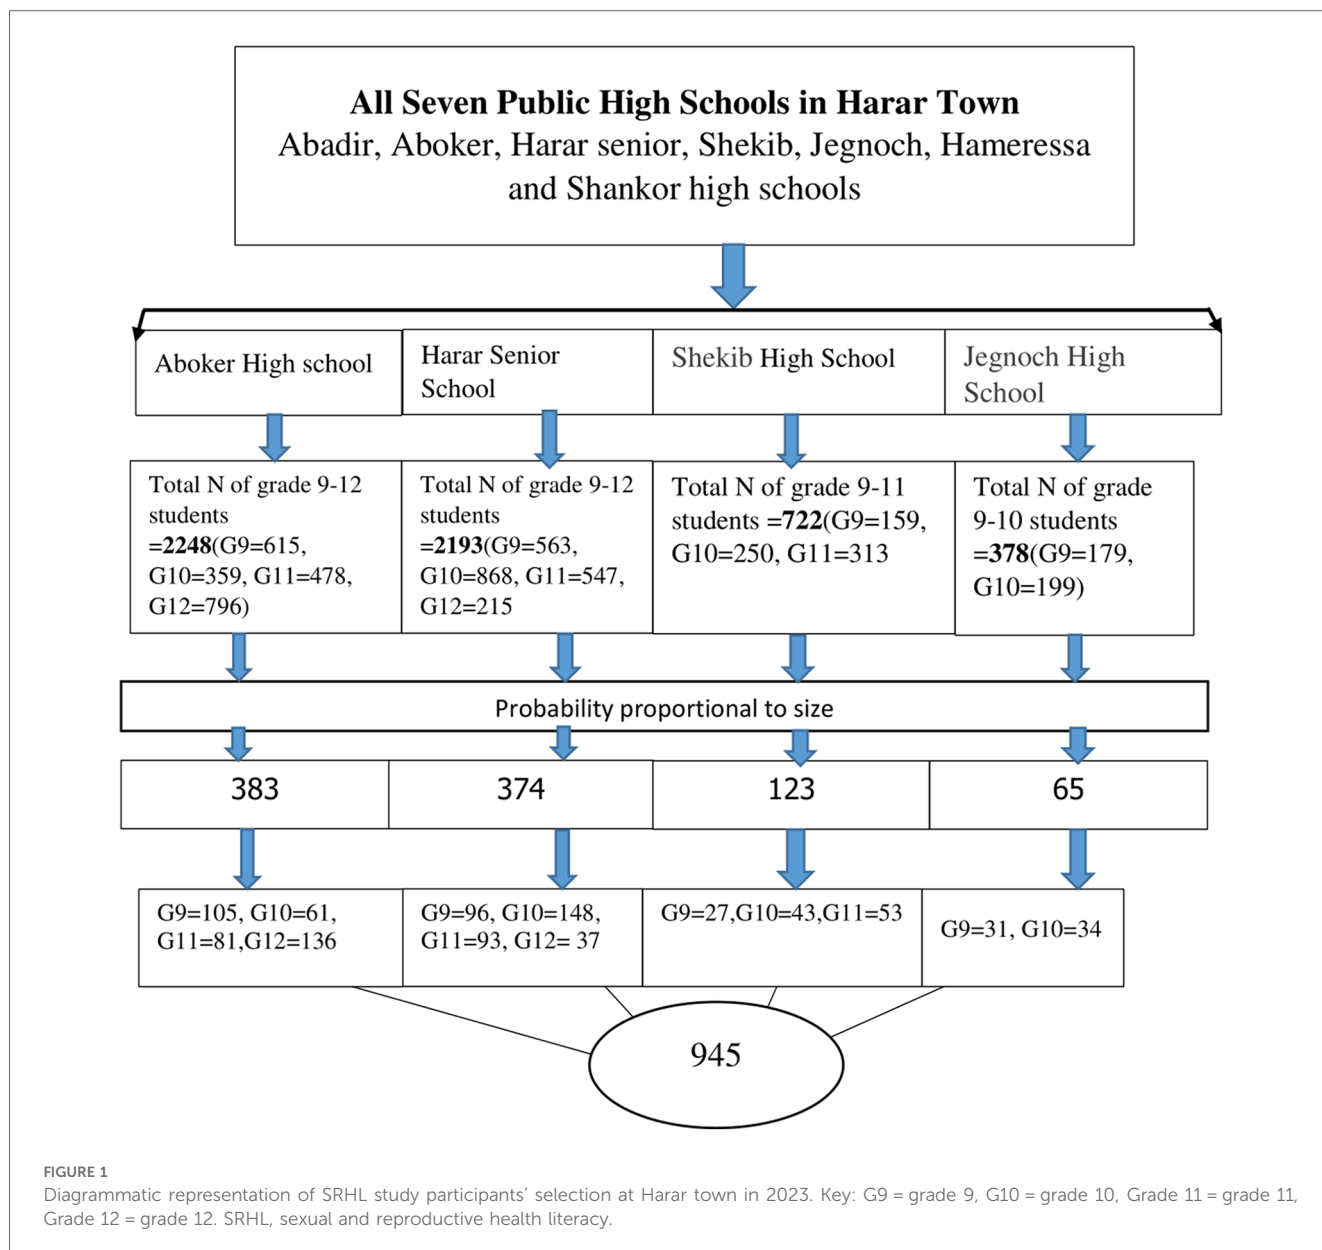 All Seven Public High Schools in Harar Town
Abadir, Aboker, Harar senior, Shekib, Jegnoch, Hameressa
and Shankor high schools
Aboker High school
Harar Senior
School
Shekib High School
Jegnoch High
School
Total N of grade 9-12
students
=2248(G9=615,
G10=359, G11=478,
G12=796)
Total N of grade 9-12
students
=2193(G9=563,
G10=868, G11=547,
G12=215
Total N of grade 9-11
students =722(G9=159,
G10=250, G11=313
Total N of grade
9-10 students
=378(G9=179,
G10=199)
Probability proportional to size
383
374
123
65
G9=105, G10=61,
G11=81,G12=136
G9=96, G10=148,
G11=93, G12= 37
G9=27,G10=43,G11=53
G9=31, G10=34
945
FIGURE 1
Diagrammatic representation of SRHL study participants’ selection at Harar town in 2023. Key: G9 = grade 9, G10 = grade 10, Grade 11 = grade 11,
Grade 12 = grade 12. SRHL, sexual and reproductive health literacy.